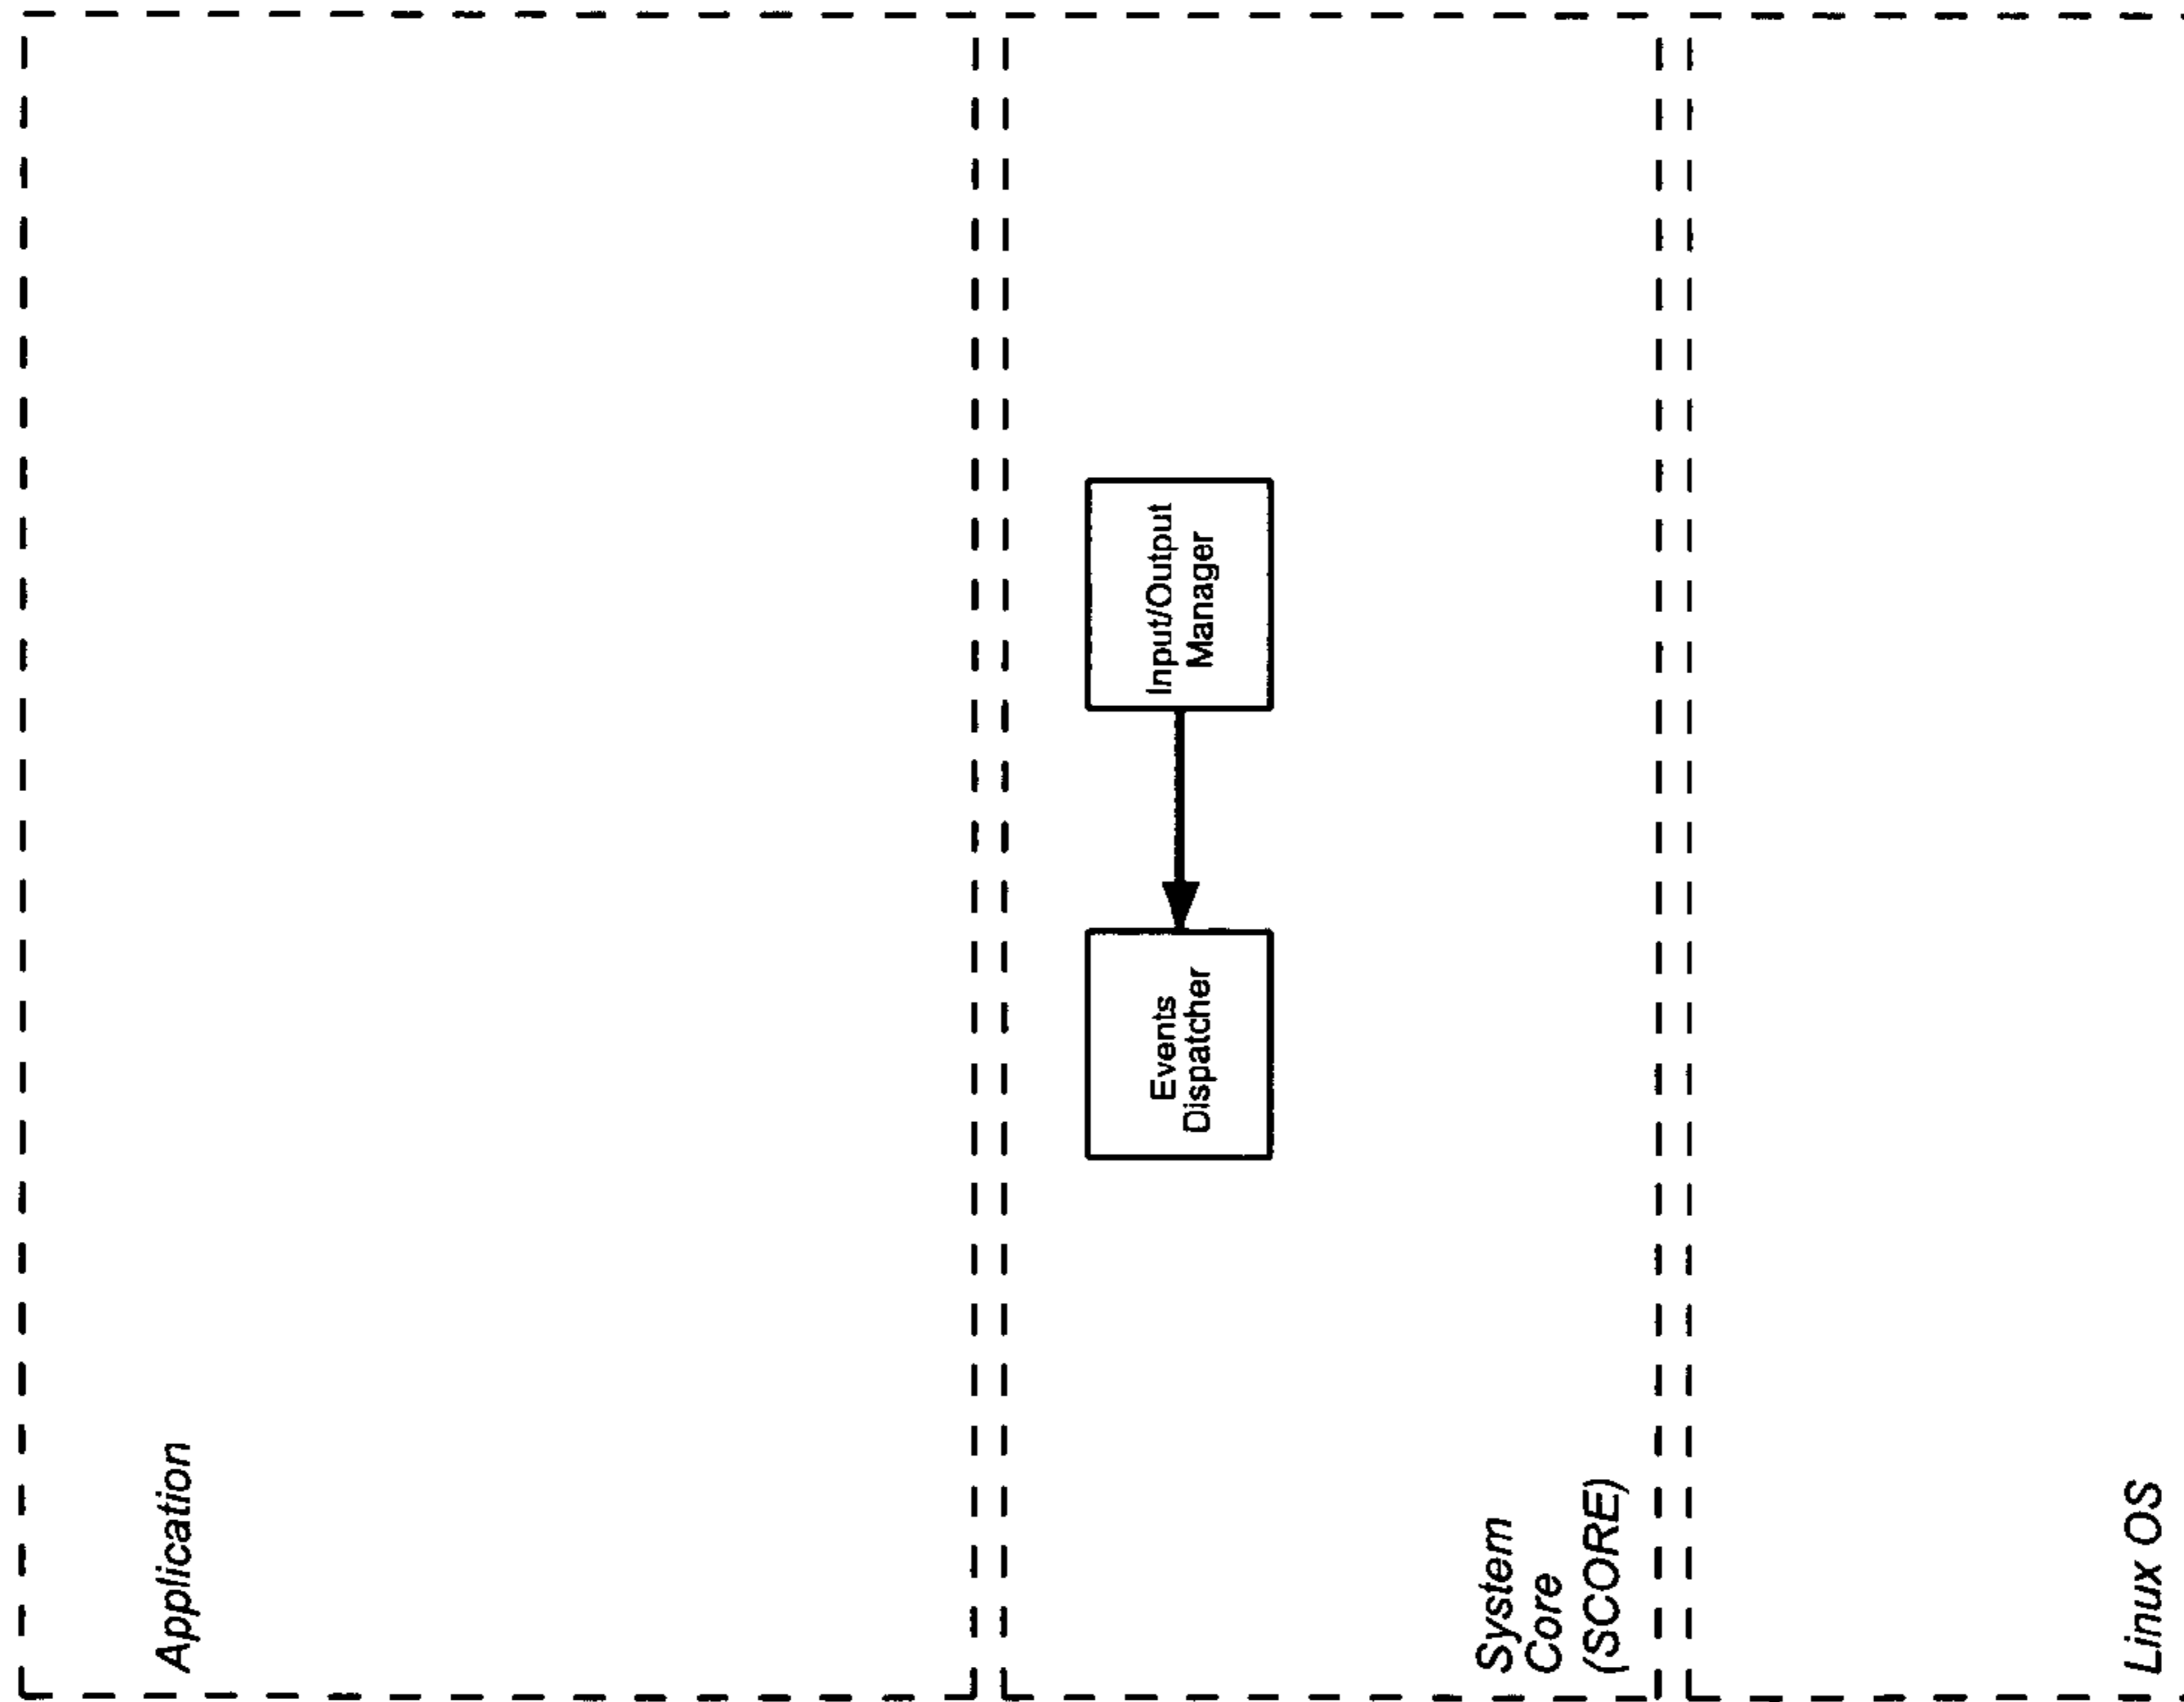 Application
Input/Output
Manager
Events
Dispatcher
System
Core
(SCORE)
Linux OS